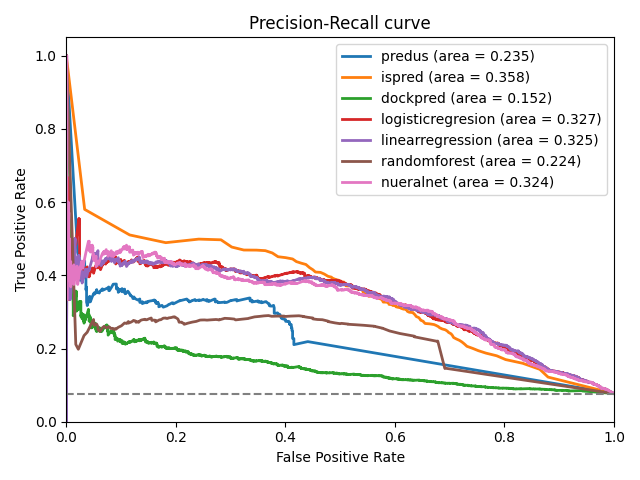 Precision-Recall curve
predus (area = 0.235)
ispred (area = 0.358)
dockpred (area = 0.152)
logisticregresion (area = 0.327)
linearregression (area = 0.325)
randomforest (area = 0.224)
nueralnet (area = 0.324)
True Positive Rate
1.0
0.8
0.6
0.4
0.2
0.0
0.0 0.2 0.4 0.6 0.8 1.0
False Positive Rate